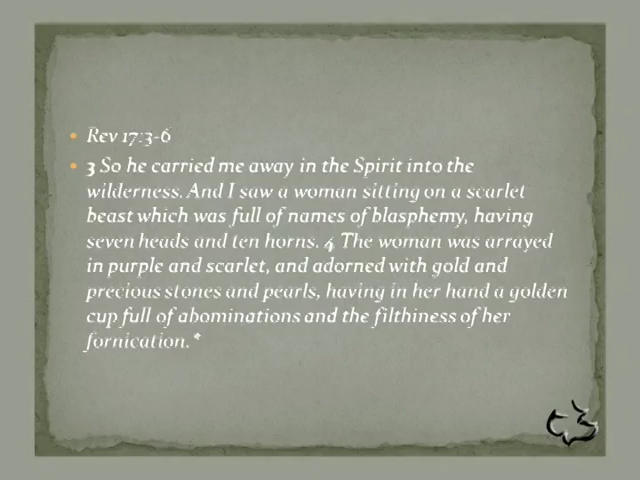 Rev 17:3-6
3 So he carried me away in the Spirit into the
wilderness. And I saw a woman sitting on a scarlet
beast which was full of names of blasphemy, having
seven heads and ten horns. 4 The woman was arrayed
in purple and scarlet, and adorned with gold and
precious stones and pearls, having in her hand a golden
cup full of abominations and the filthiness of her
fornication.*